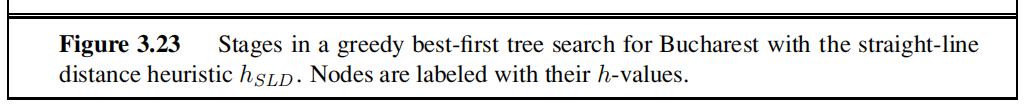 Figure 3.23 Stages in a greedy best-first tree search for Bucharest with the straight-line
distance heuristic hSLD. Nodes are labeled with their h-values.